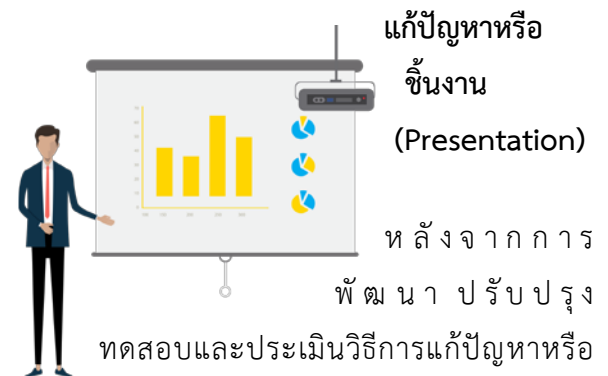 แก้ปัญหาหรือ
ชิ้นงาน
(Presentation)
หลังจากการ
พัฒนา ปรับปรุง
ทดสอบและประเมินวิธีการแก้ปัญหาหรือ